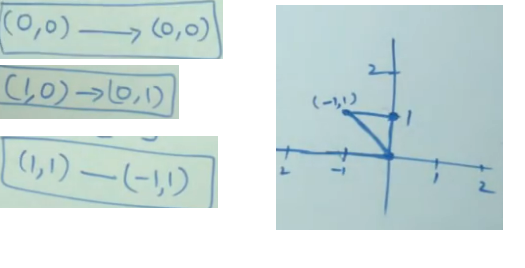 (0,0) ⟶ (0,0)
(1,0) → (0,1)
(1,1) — (-1,1)
2
(-1,1)
1
2 -1 1 2